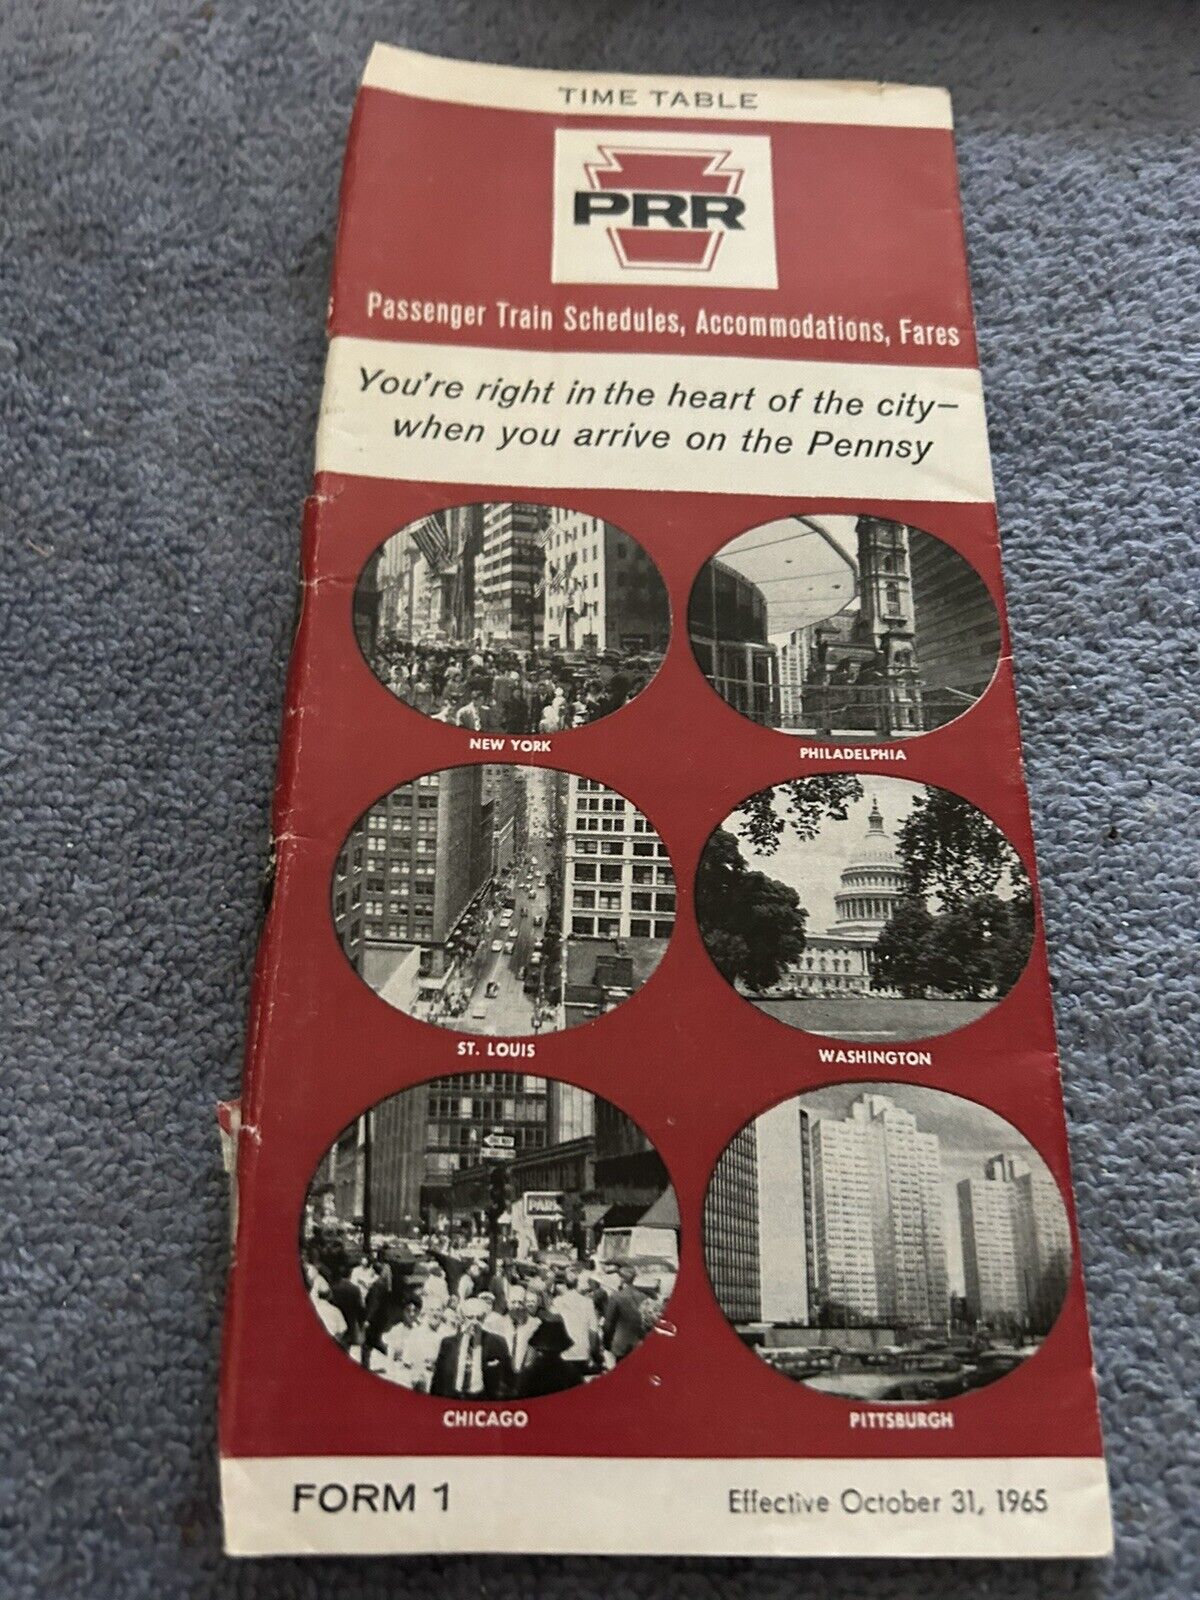 TIME TABLE
PRR
Passenger Train Schedules, Accommodations, Fares
You're right in the heart of the city—
when you arrive on the Pennsy
NEW YORK
PHILADELPHIA
ST. LOUIS
WASHINGTON
PARK
CHICAGO
PITTSBURGH
FORM 1
Effective October 31, 1965